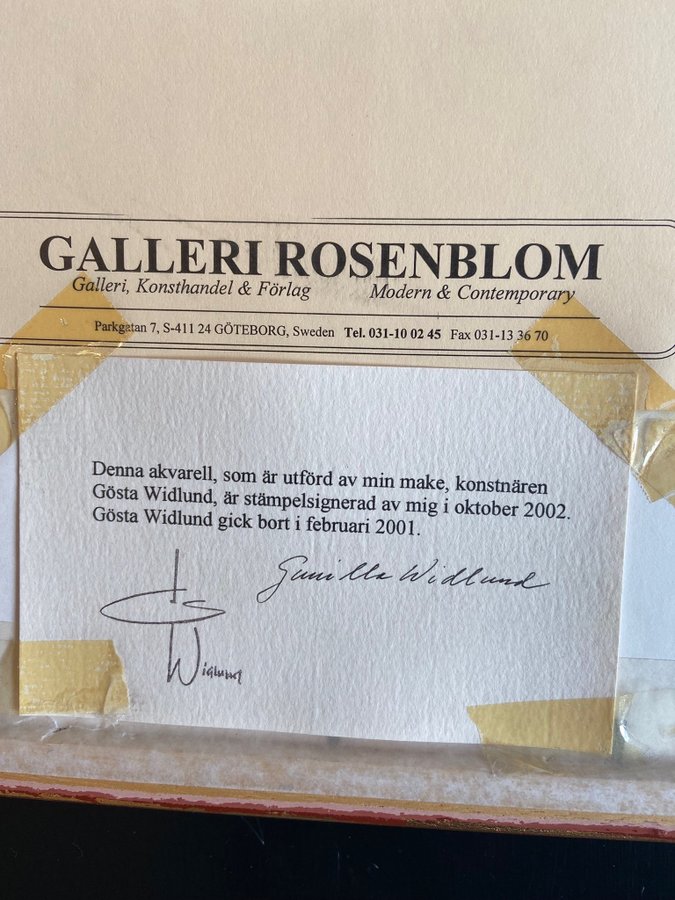 GALLERI ROSENBLOM
Galleri, Konsthandel & Förlag Modern & Contemporary
Parkgatan 7, S-411 24 GÖTEBORG, Sweden Tel. 031-10 02 45 Fax 031-13 36 70
Denna akvarell, som är utförd av min make, konstnären
Gösta Widlund, är stämpelsignerad av mig i oktober 2002.
Gösta Widlund gick bort i februari 2001.
Gunilla Widlund
Widlund